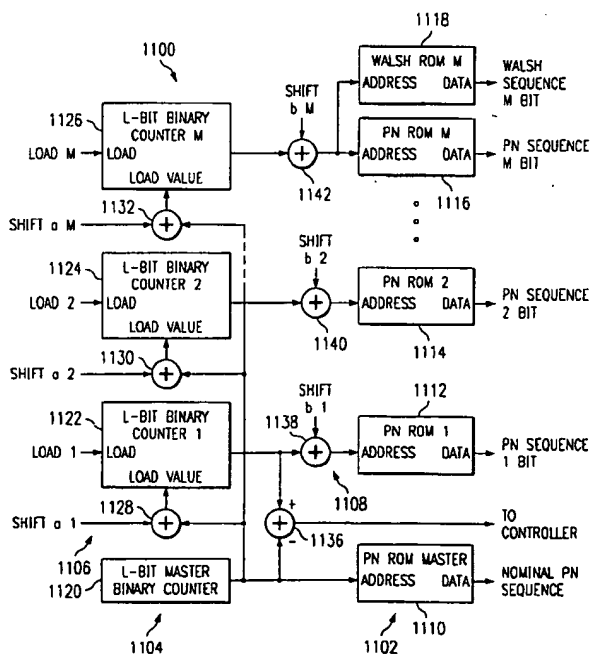 1100
1118
WALSH ROM M
ADDRESS DATA
WALSH
SEQUENCE
M BIT
SHIFT
b M
1126
L-BIT BINARY
COUNTER M
LOAD M
LOAD
LOAD VALUE
+
1142
PN ROM M
ADDRESS DATA
PN SEQUENCE
M BIT
1116
1132
SHIFT a M
+
1124
L-BIT BINARY
COUNTER 2
LOAD 2
LOAD
LOAD VALUE
SHIFT
b 2
+
1140
PN ROM 2
ADDRESS DATA
PN SEQUENCE
2 BIT
1114
1130
SHIFT a 2
+
1122
L-BIT BINARY
COUNTER 1
LOAD 1
LOAD
LOAD VALUE
SHIFT
b 1
1138
+
1112
PN ROM 1
ADDRESS DATA
PN SEQUENCE
1 BIT
1108
1128
SHIFT a 1
+
+
+
-
1136
TO
CONTROLLER
1106
1120
L-BIT MASTER
BINARY COUNTER
PN ROM MASTER
ADDRESS DATA
NOMINAL PN
SEQUENCE
1104
1102
1110